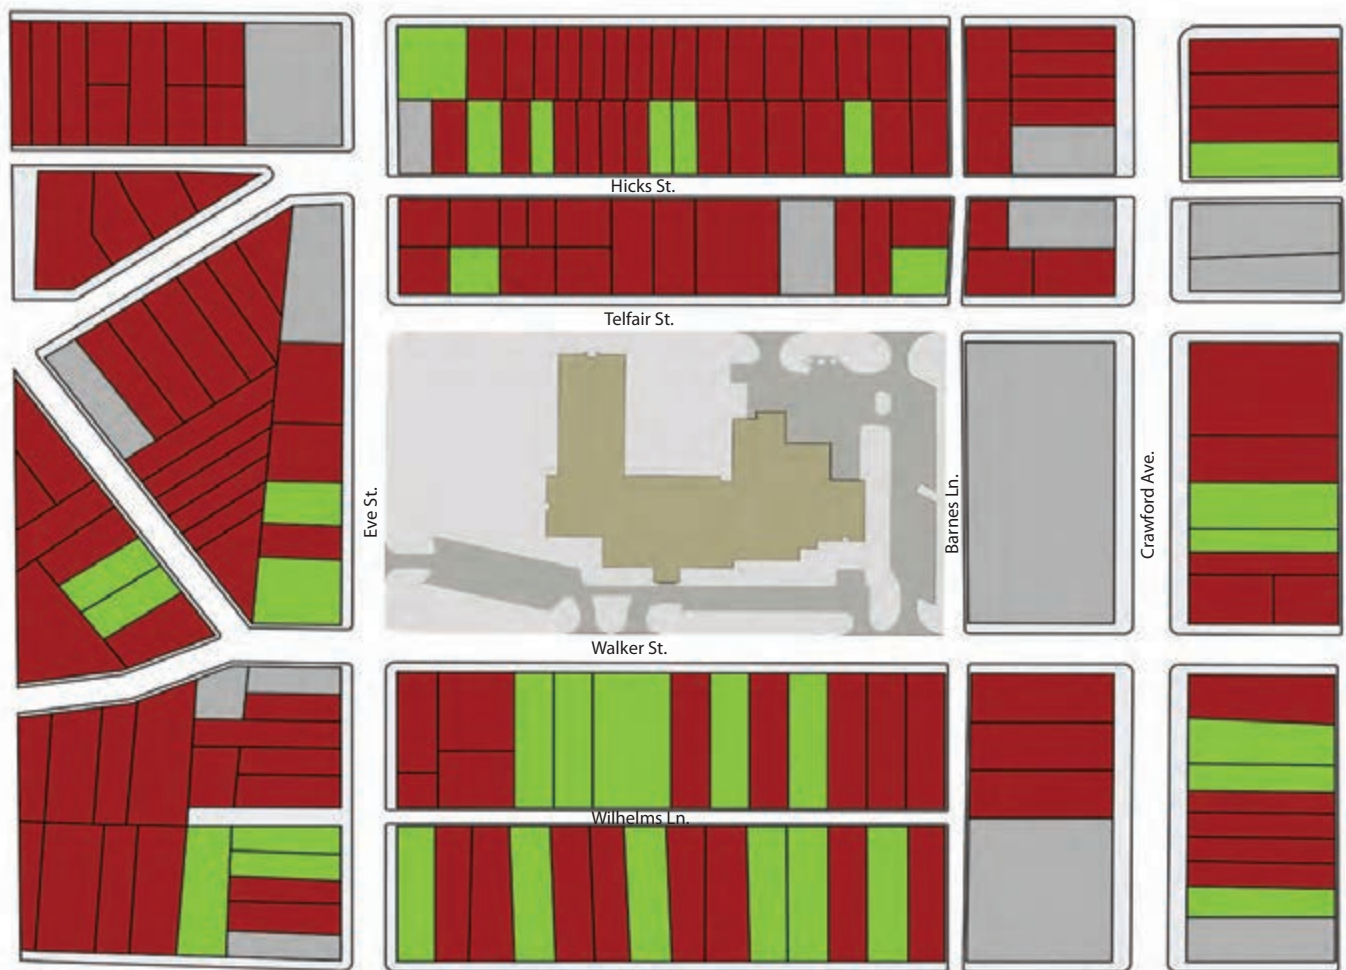 Hicks St.
Telfair St.
Eve St.
Barnes Ln.
Crawford Ave.
Walker St.
Wilhelms Ln.